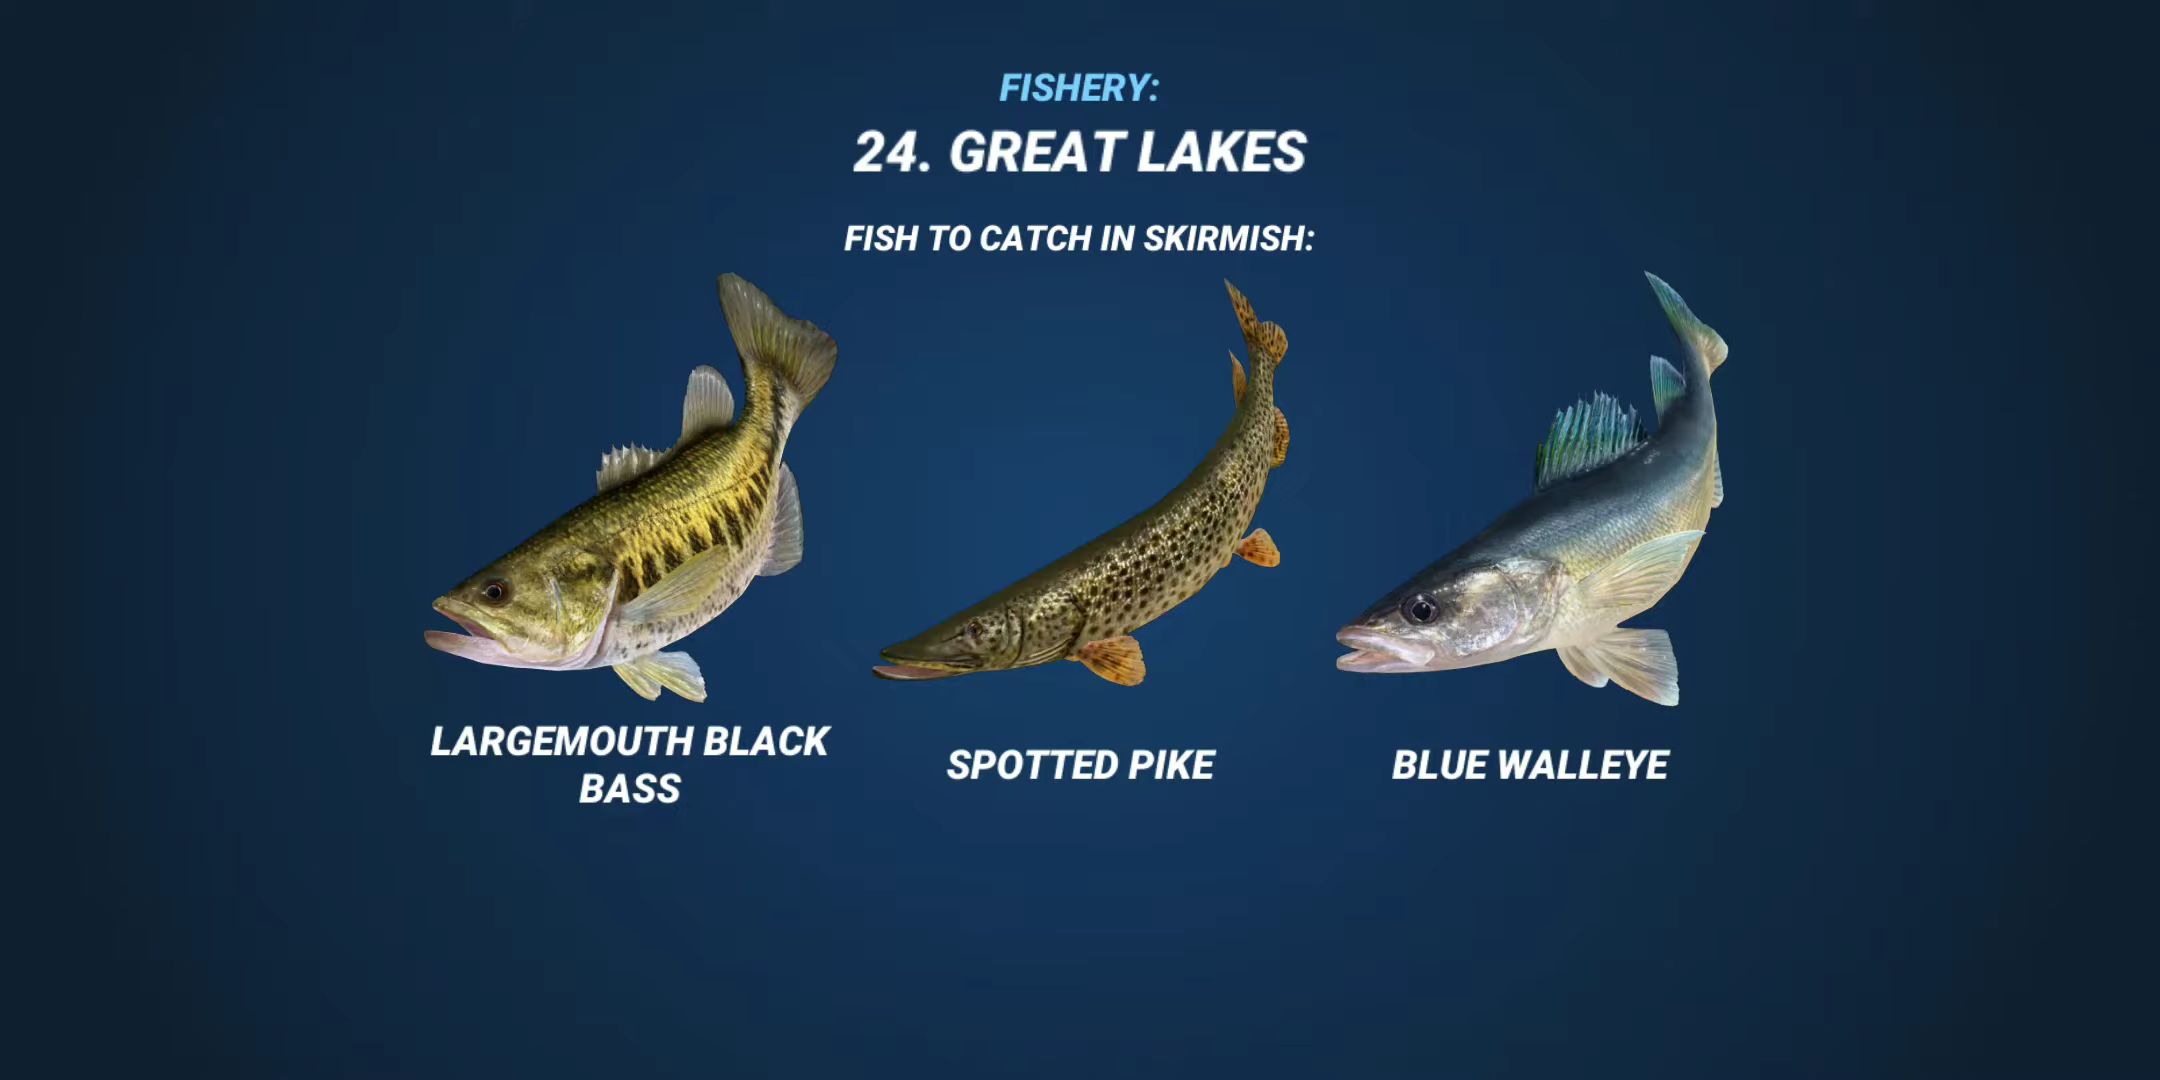 FISHERY:
24. GREAT LAKES
FISH TO CATCH IN SKIRMISH:
LARGEMOUTH BLACK
BASS
SPOTTED PIKE
BLUE WALLEYE